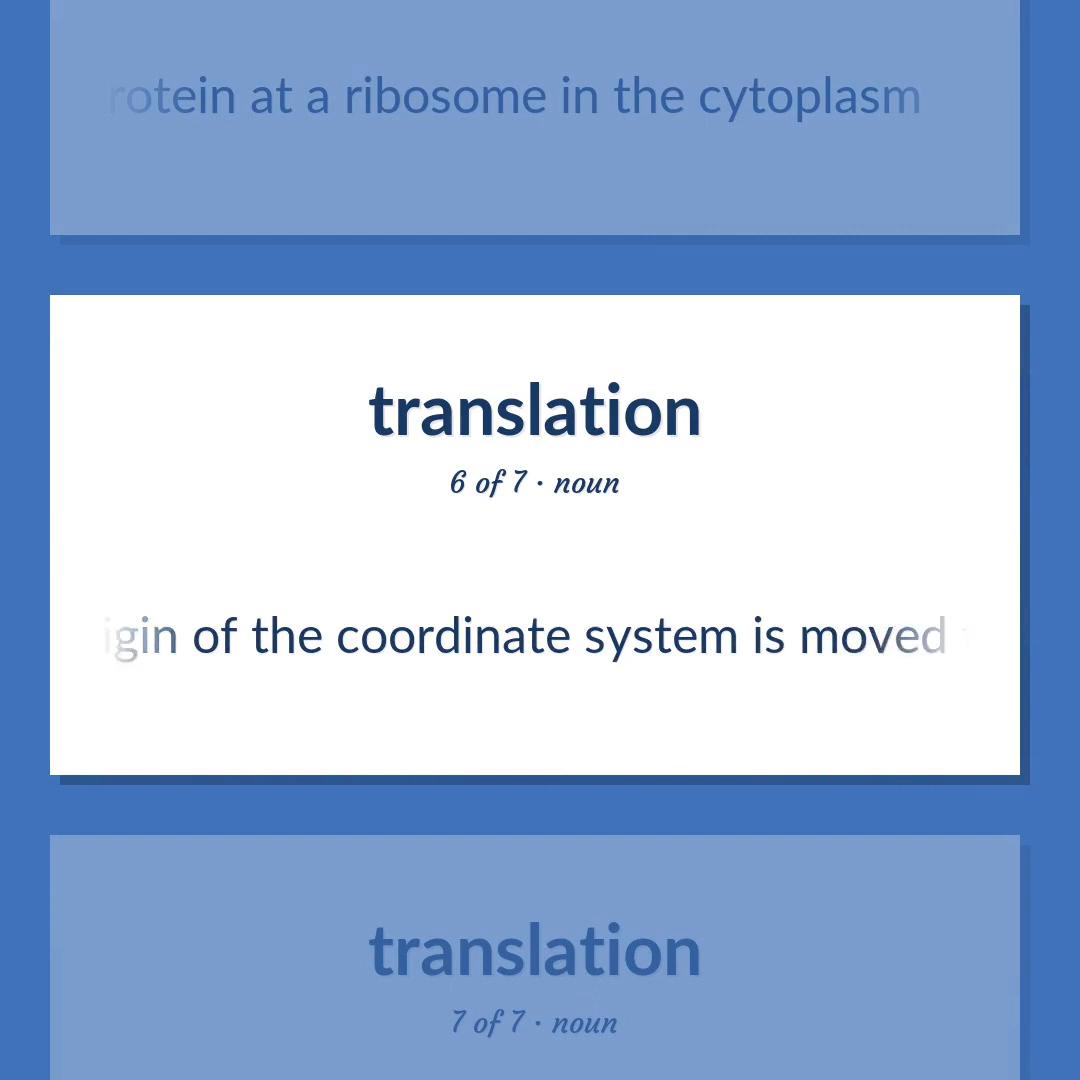 rotein at a ribosome in the cytoplasm
translation
6 of 7 · noun
igin of the coordinate system is moved
translation
7 of 7 · noun